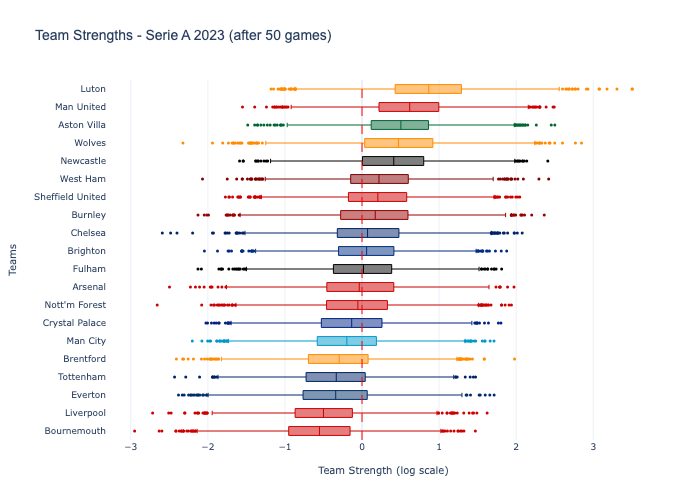 Team Strengths - Serie A 2023 (after 50 games)
Luton
Man United
Aston Villa
Wolves
Newcastle
West Ham
Sheffield United
Burnley
Chelsea
Brighton
Fulham
Arsenal
Nott'm Forest
Crystal Palace
Man City
Brentford
Tottenham
Everton
Liverpool
Bournemouth
Teams
−3 −2 −1 0 1 2 3
Team Strength (log scale)